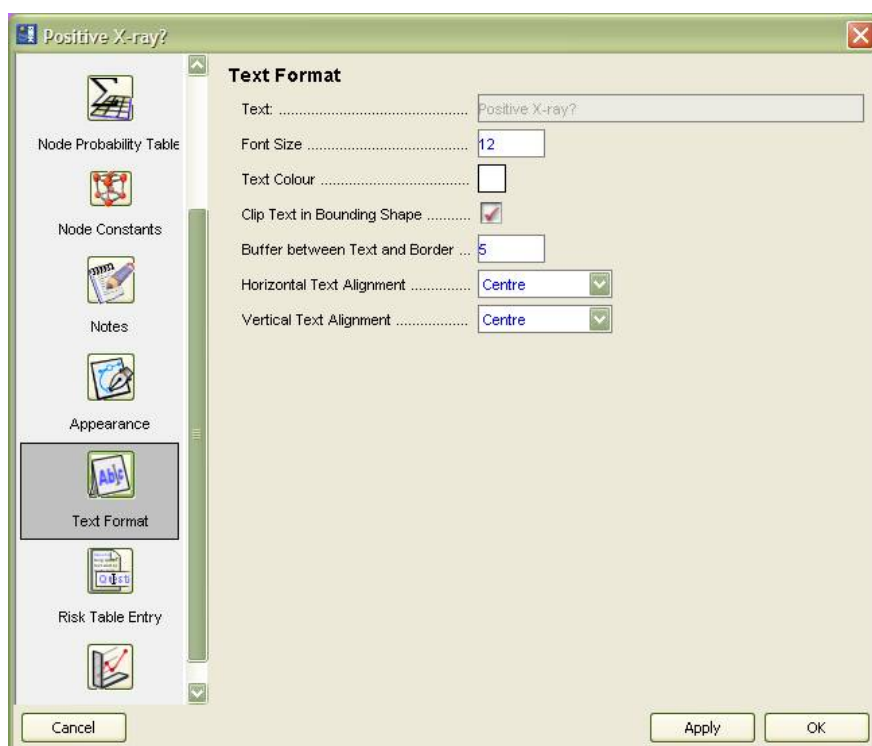 Positive X-ray?
Text Format
Text: ............................................ Positive X-ray?
Node Probability Table
Font Size ...................................... 12
Text Colour ...................................
Node Constants
Clip Text in Bounding Shape ..........
Buffer between Text and Border ... 5
Horizontal Text Alignment .............. Centre
Notes
Vertical Text Alignment ................. Centre
Appearance
Ab|c
Text Format
Risk Table Entry
Cancel
Apply
OK